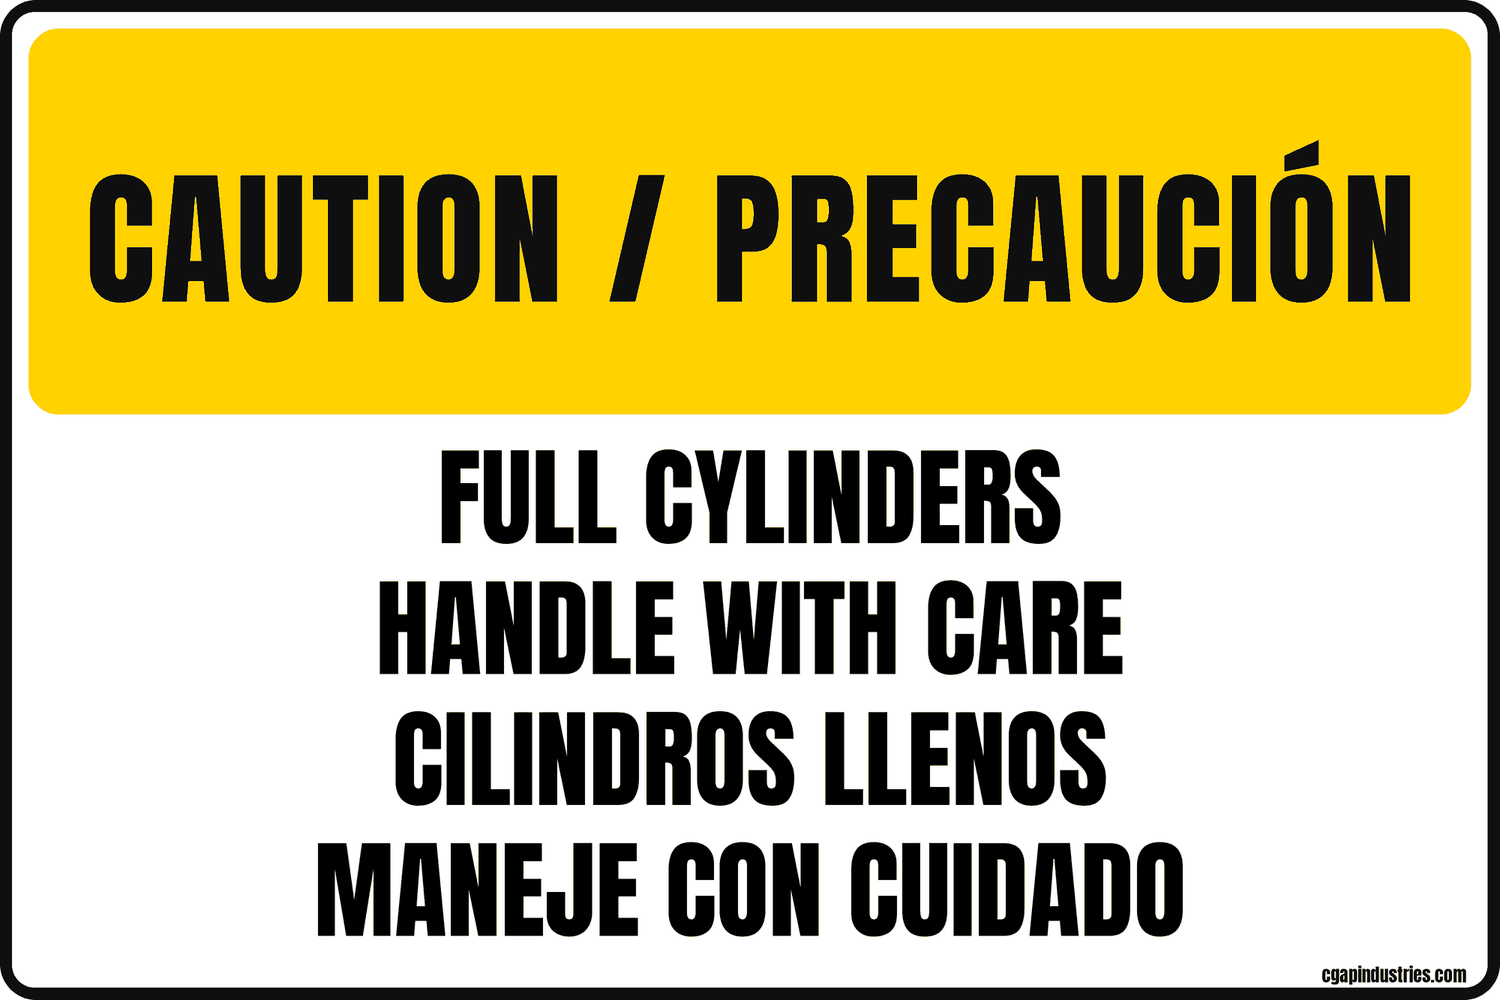 CAUTION / PRECAUCIÓN
FULL CYLINDERS
HANDLE WITH CARE
CILINDROS LLENOS
MANEJE CON CUIDADO
cgapindustries.com